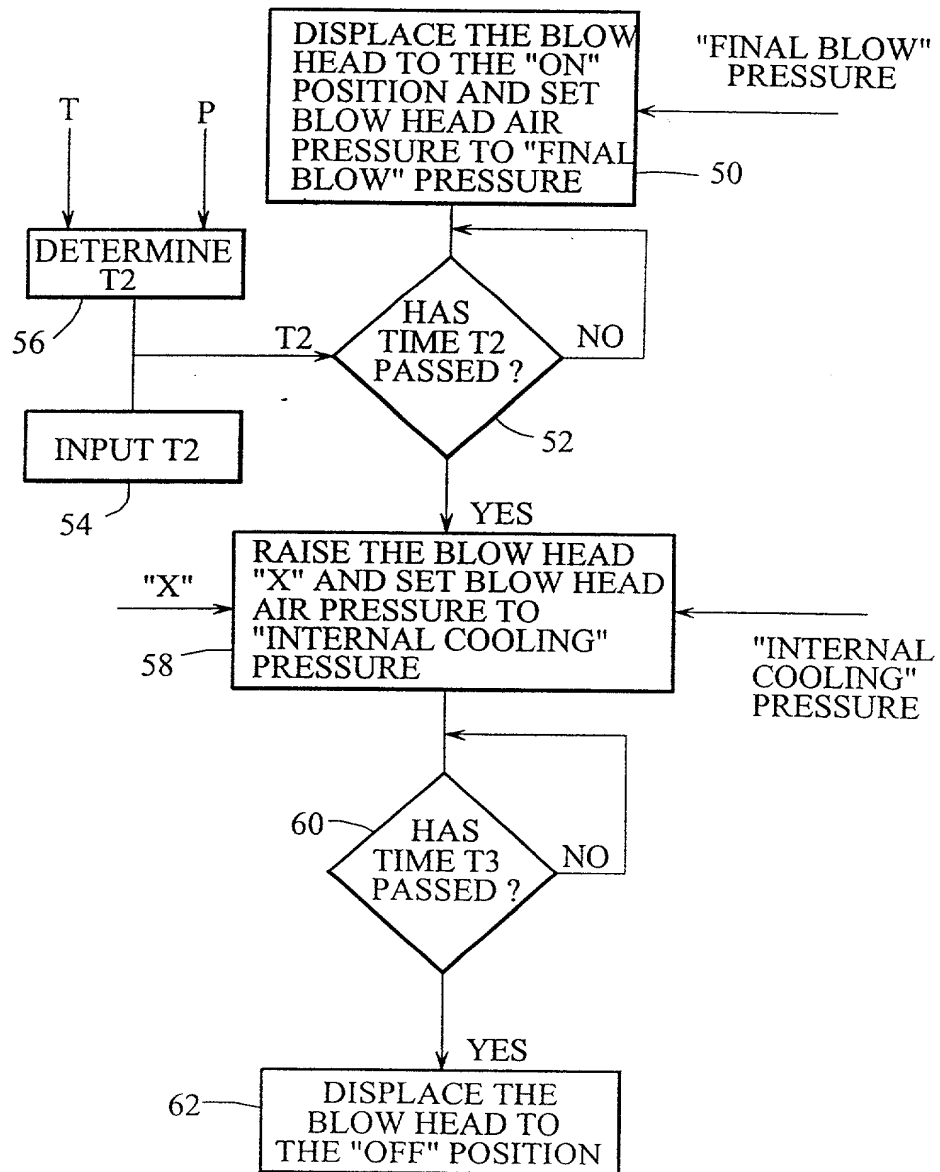 DISPLACE THE BLOW
HEAD TO THE "ON"
POSITION AND SET
BLOW HEAD AIR
PRESSURE TO "FINAL
BLOW" PRESSURE
"FINAL BLOW"
PRESSURE
50
T
P
DETERMINE
T2
56
T2
HAS
TIME T2
PASSED ?
NO
52
INPUT T2
54
YES
RAISE THE BLOW HEAD
"X" AND SET BLOW HEAD
AIR PRESSURE TO
"INTERNAL COOLING"
PRESSURE
"X"
58
"INTERNAL
COOLING"
PRESSURE
60
HAS
TIME T3
PASSED ?
NO
YES
62
DISPLACE THE
BLOW HEAD TO
THE "OFF" POSITION